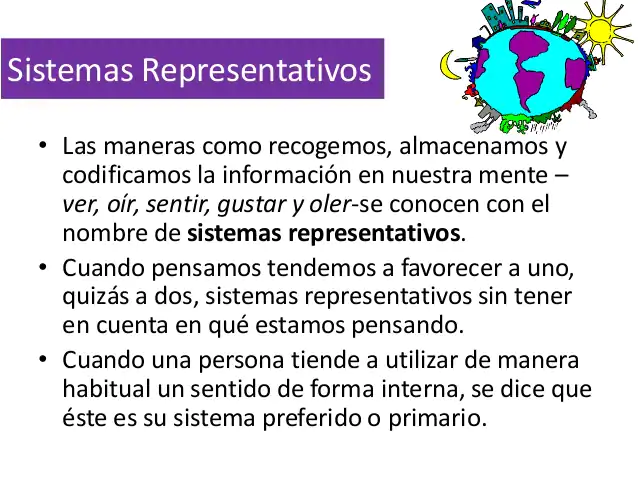 Sistemas Representativos
• Las maneras como recogemos, almacenamos y
codificamos la información en nuestra mente –
ver, oír, sentir, gustar y oler-se conocen con el
nombre de sistemas representativos.
• Cuando pensamos tendemos a favorecer a uno,
quizás a dos, sistemas representativos sin tener
en cuenta en qué estamos pensando.
• Cuando una persona tiende a utilizar de manera
habitual un sentido de forma interna, se dice que
éste es su sistema preferido o primario.